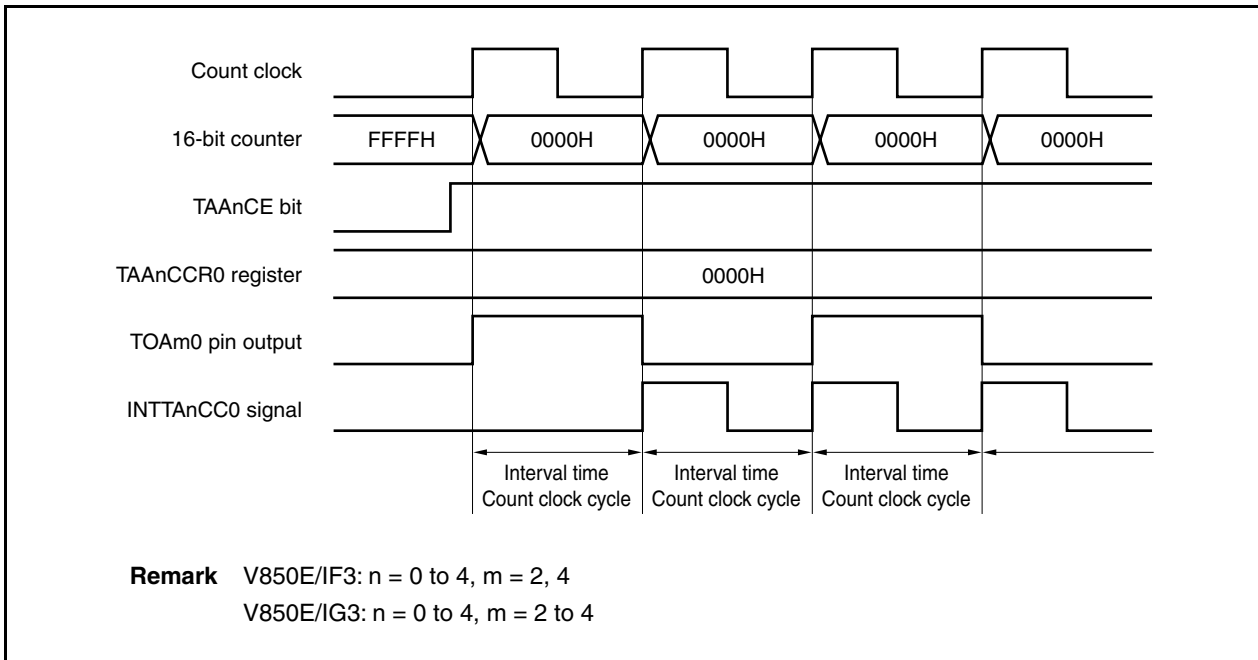 Count clock
16-bit counter FFFFH 0000H 0000H 0000H 0000H
TAAnCE bit
TAAnCCR0 register 0000H
TOAm0 pin output
INTTAnCC0 signal
Interval time Interval time Interval time
Count clock cycle Count clock cycle Count clock cycle
Remark V850E/IF3: n = 0 to 4, m = 2, 4
V850E/IG3: n = 0 to 4, m = 2 to 4